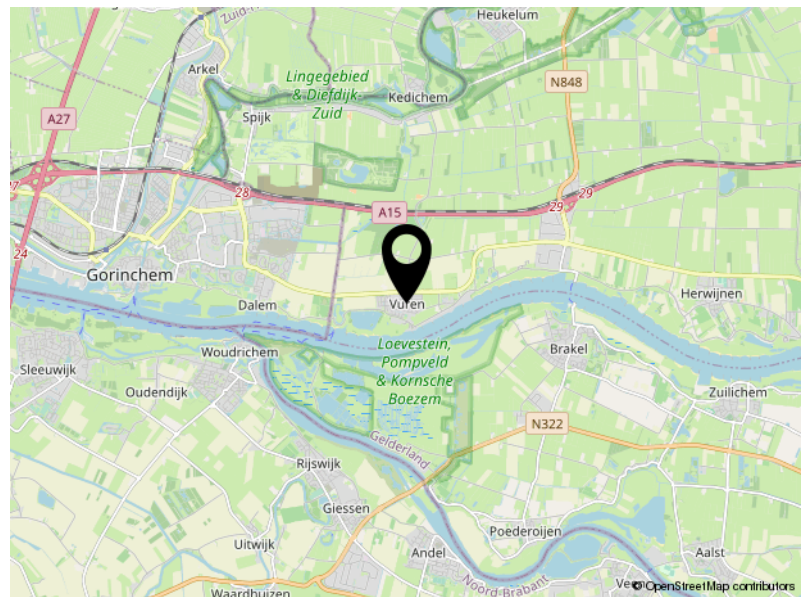 Heukelum
Arkel
Lingegebied
& Diefdijk-
Zuid
Kedichem
N848
A27
Spijk
28
29
29
A15
24
Gorinchem
Vuren
Dalem
Herwijnen
Woudrichem
Loevestein,
Pompveld
& Kornsche
Boezem
Brakel
Sleeuwijk
Oudendijk
Zuilichem
N322
Gelderland
Rijswijk
Giessen
Poederoijen
Uitwijk
Andel
Aalst
Noord-Brabant
Waardhuizen
© OpenStreetMap contributors